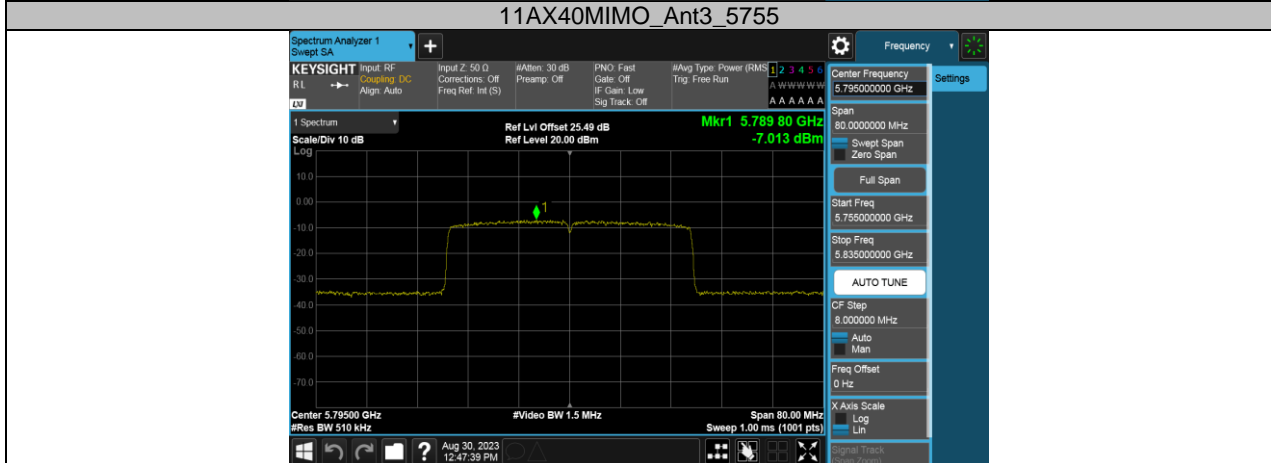 11AX40MIMO_Ant3_5755
Spectrum Analyzer 1
Swept SA
+
Frequency
KEYSIGHT
RL
LXI
Input: RF
Coupling: DC
Align: Auto
Input Z: 50 Ω
Corrections: Off
Freq Ref: Int (S)
#Atten: 30 dB
Preamp: Off
PNO: Fast
Gate: Off
IF Gain: Low
Sig Track: Off
#Avg Type: Power (RMS
Trig: Free Run
1 2 3 4 5 6
A W W W W W
A A A A A A
1 Spectrum
Scale/Div 10 dB
Log
Ref Lvl Offset 25.49 dB
Ref Level 20.00 dBm
Mkr1 5.789 80 GHz
-7.013 dBm
10.0
0.00
-10.0
-20.0
-30.0
-40.0
-50.0
-60.0
-70.0
1
Center 5.79500 GHz
#Video BW 1.5 MHz
Span 80.00 MHz
#Res BW 510 kHz
Sweep 1.00 ms (1001 pts)
?
Aug 30, 2023
12:47:39 PM
Center Frequency
5.795000000 GHz
Settings
Span
80.0000000 MHz
Swept Span
Zero Span
Full Span
Start Freq
5.755000000 GHz
Stop Freq
5.835000000 GHz
AUTO TUNE
CF Step
8.000000 MHz
Auto
Man
Freq Offset
0 Hz
X Axis Scale
Log
Lin
Signal Track
(Span Zoom)